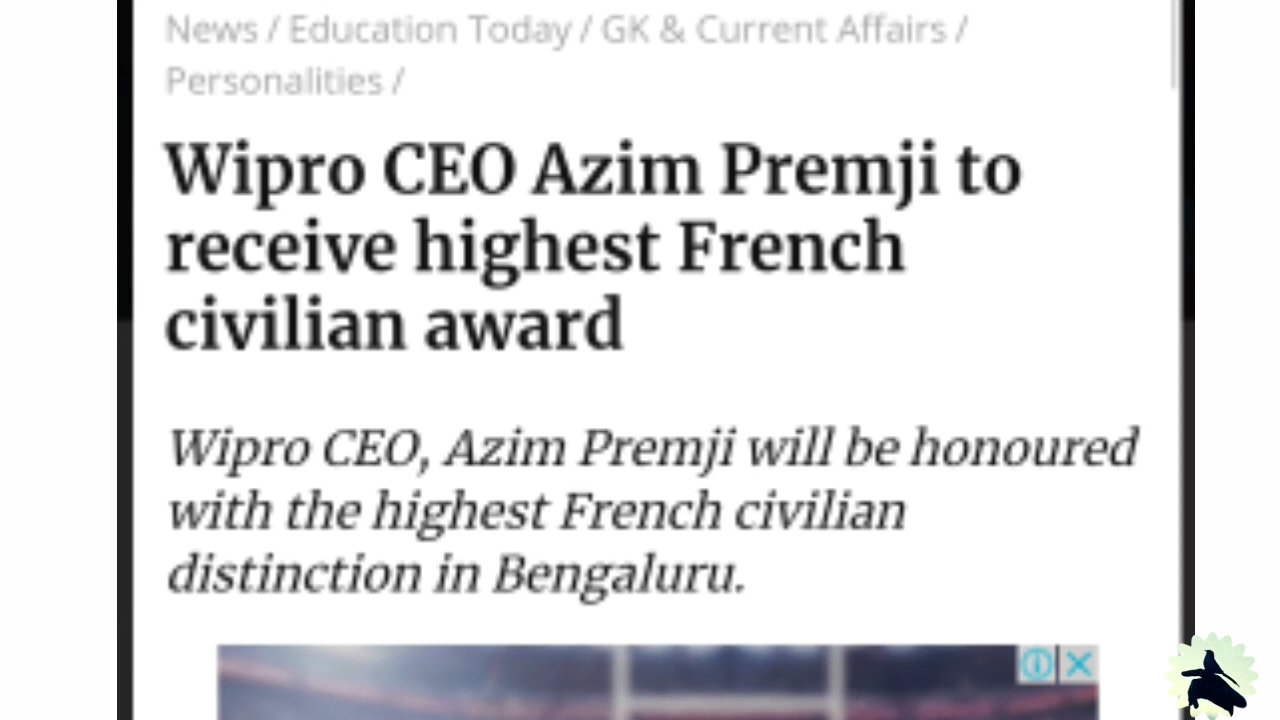 News / Education Today / GK & Current Affairs /
Personalities /
Wipro CEO Azim Premji to
receive highest French
civilian award
Wipro CEO, Azim Premji will be honoured
with the highest French civilian
distinction in Bengaluru.